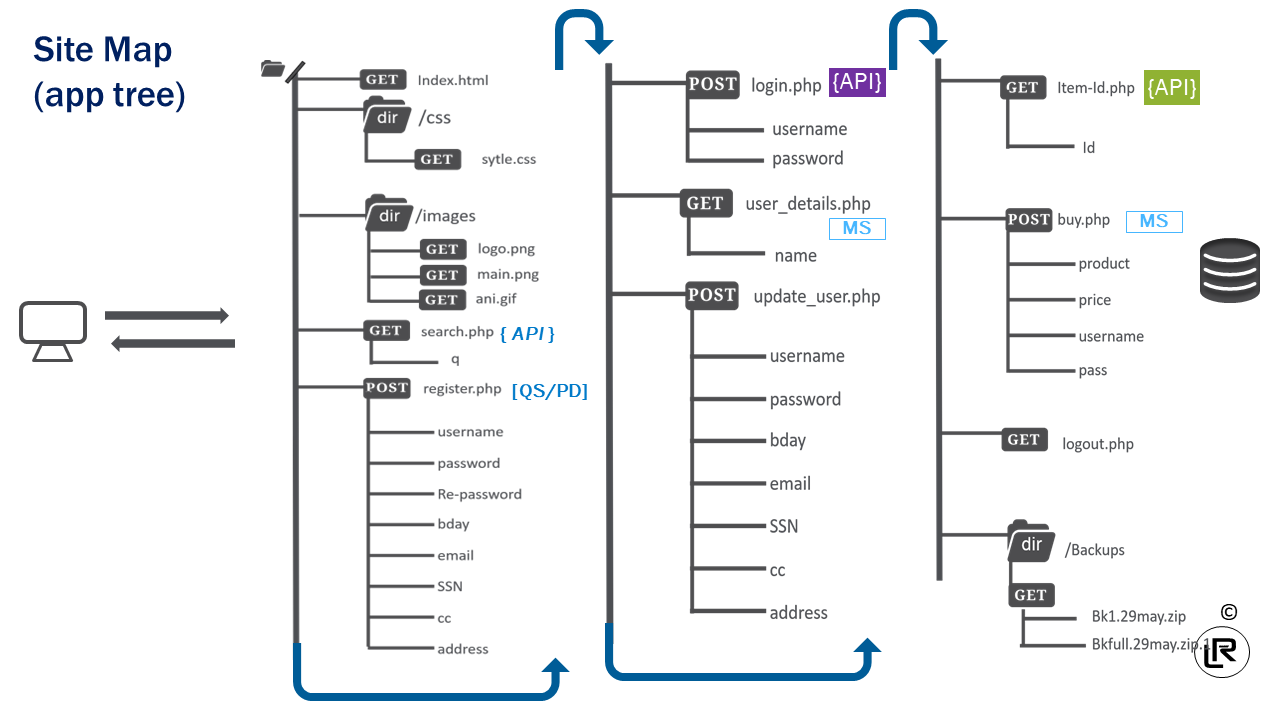 Site Map
(app tree)
GET Index.html
dir /css
GET sytle.css
dir /images
GET logo.png
GET main.png
GET ani.gif
GET search.php { API }
q
POST register.php [QS/PD]
username
password
Re-password
bday
email
SSN
cc
address
POST login.php {API}
username
password
GET user_details.php
MS
name
POST update_user.php
username
password
bday
email
SSN
cc
address
GET Item-Id.php {API}
Id
POST buy.php MS
product
price
username
pass
GET logout.php
dir /Backups
GET
Bk1.29may.zip
Bkfull.29may.zip.1
©
LR